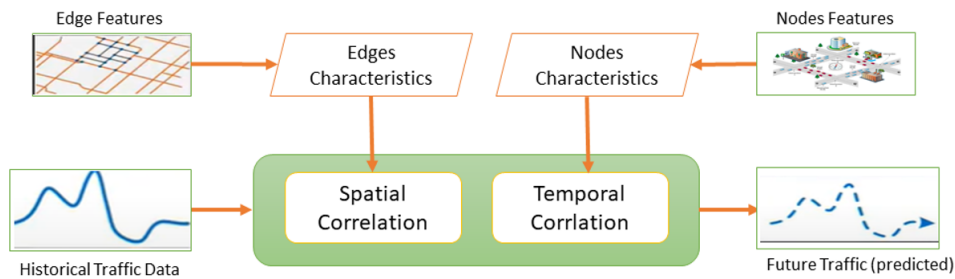 Edge Features
Nodes Features
Edges
Characteristics
Nodes
Characteristics
Spatial
Correlation
Temporal
Corrlation
Historical Traffic Data
Future Traffic (predicted)